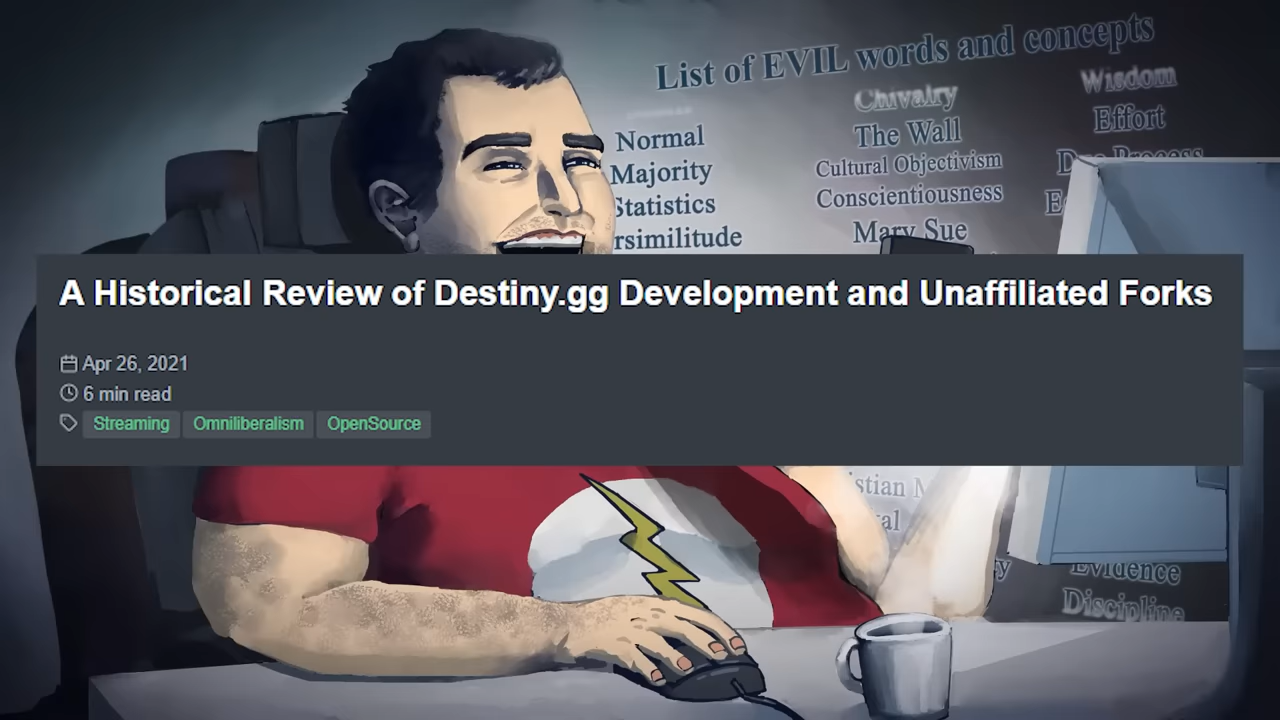 List of EVIL words and concepts
Normal
Majority
Statistics
Chivalry
The Wall
Cultural Objectivism
Conscientiousness
Mary Sue
Wisdom
Effort
Due Process
A Historical Review of Destiny.gg Development and Unaffiliated Forks
Apr 26, 2021
6 min read
Streaming Omniliberalism OpenSource
Evidence
Discipline